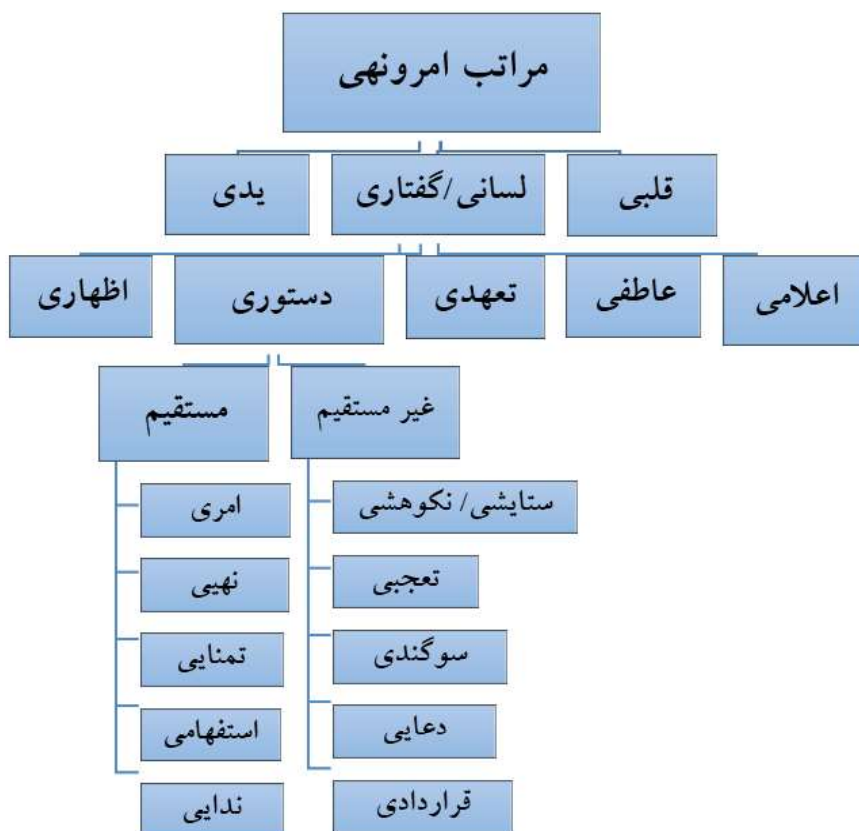 مراتب امرونهی
قلبی
لسانی/گفتاری
یدی
اعلامی
عاطفی
تعهدی
دستوری
اظهاری
غیر مستقیم
مستقیم
ستایشی/ نکوهشی
امری
تعجبی
نهیی
سوگندی
تمنایی
دعایی
استفهامی
قراردادی
ندایی